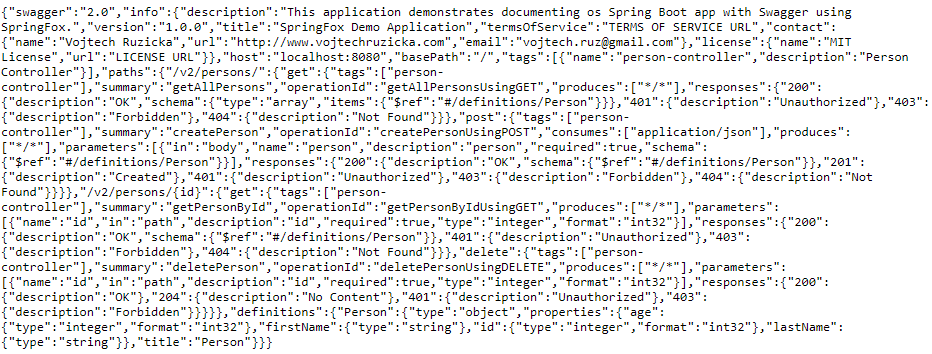 {"swagger":"2.0","info":{"description":"This application demonstrates documenting os Spring Boot app with Swagger using
SpringFox.","version":"1.0.0","title":"SpringFox Demo Application","termsOfService":"TERMS OF SERVICE URL","contact":
{"name":"Vojtech Ruzicka","url":"http://www.vojtechruzicka.com","email":"vojtech.ruz@gmail.com"},"license":{"name":"MIT
License","url":"LICENSE URL"}},"host":"localhost:8080","basePath":"/","tags":[{"name":"person-controller","description":"Person
Controller"}],"paths":{"/v2/persons/":{"get":{"tags":["person-
controller"],"summary":"getAllPersons","operationId":"getAllPersonsUsingGET","produces":["*/*"],"responses":{"200":
{"description":"OK","schema":{"type":"array","items":{"$ref":"#/definitions/Person"}}},"401":{"description":"Unauthorized"},"403":
{"description":"Forbidden"},"404":{"description":"Not Found"}}},"post":{"tags":["person-
controller"],"summary":"createPerson","operationId":"createPersonUsingPOST","consumes":["application/json"],"produces":
["*/*"],"parameters":[{"in":"body","name":"person","description":"person","required":true,"schema":
{"$ref":"#/definitions/Person"}}],"responses":{"200":{"description":"OK","schema":{"$ref":"#/definitions/Person"}},"201":
{"description":"Created"},"401":{"description":"Unauthorized"},"403":{"description":"Forbidden"},"404":{"description":"Not
Found"}}}},"/v2/persons/{id}":{"get":{"tags":["person-
controller"],"summary":"getPersonById","operationId":"getPersonByIdUsingGET","produces":["*/*"],"parameters":
[{"name":"id","in":"path","description":"id","required":true,"type":"integer","format":"int32"}],"responses":{"200":
{"description":"OK","schema":{"$ref":"#/definitions/Person"}},"401":{"description":"Unauthorized"},"403":
{"description":"Forbidden"},"404":{"description":"Not Found"}}},"delete":{"tags":["person-
controller"],"summary":"deletePerson","operationId":"deletePersonUsingDELETE","produces":["*/*"],"parameters":
[{"name":"id","in":"path","description":"id","required":true,"type":"integer","format":"int32"}],"responses":{"200":
{"description":"OK"},"204":{"description":"No Content"},"401":{"description":"Unauthorized"},"403":
{"description":"Forbidden"}}}}},"definitions":{"Person":{"type":"object","properties":{"age":
{"type":"integer","format":"int32"},"firstName":{"type":"string"},"id":{"type":"integer","format":"int32"},"lastName":
{"type":"string"}},"title":"Person"}}}